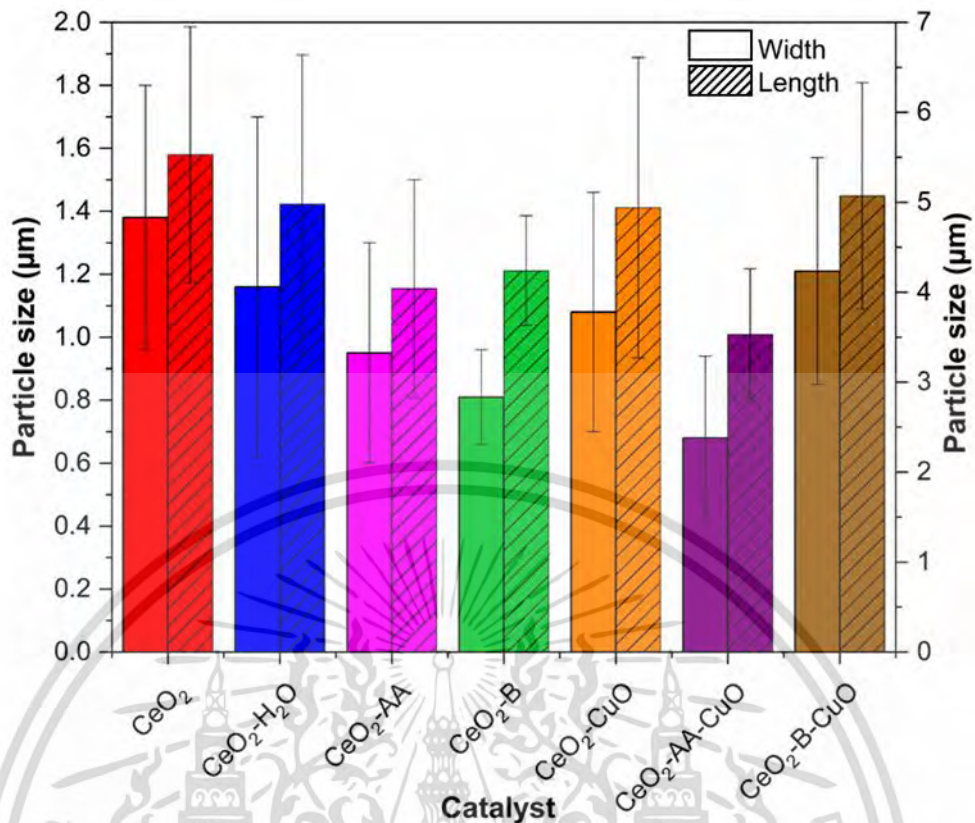 Width
Length
Particle size (µm)
2.0
1.8
1.6
1.4
1.2
1.0
0.8
0.6
0.4
0.2
0.0
7
6
5
4
3
2
1
0
Particle size (µm)
CeO₂
CeO₂-H₂O
CeO₂-AA
CeO₂-B
CeO₂-CuO
CeO₂-AA-CuO
CeO₂-B-CuO
Catalyst